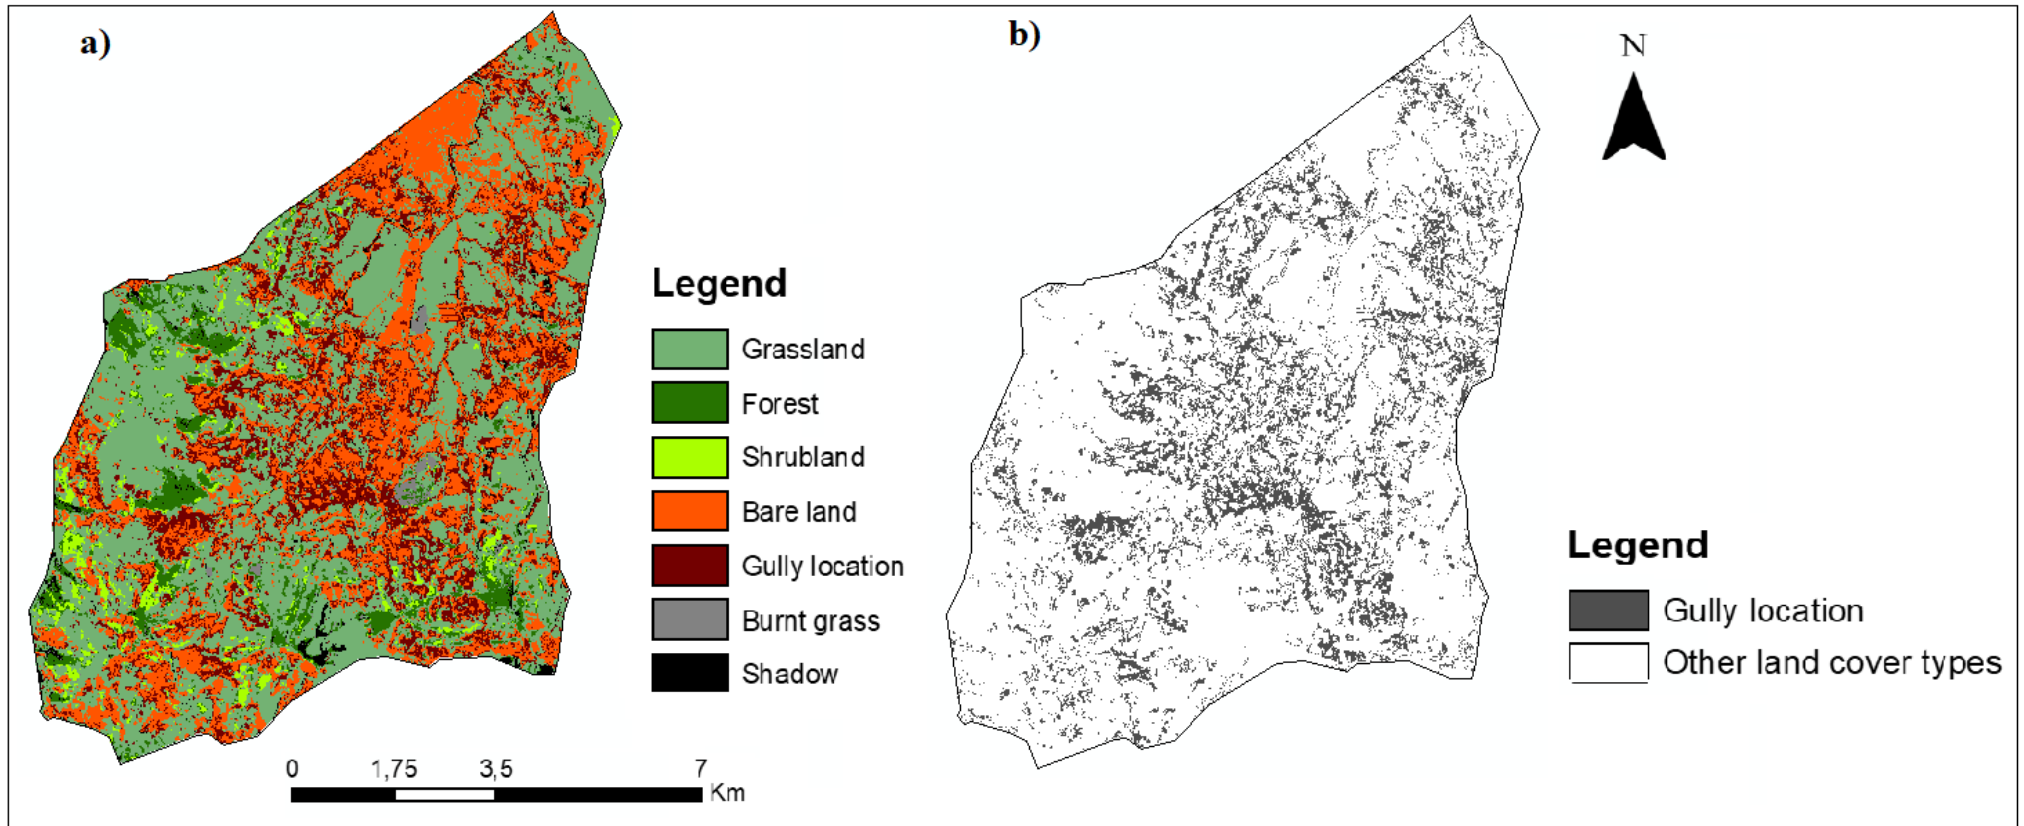 a)
b)
N
Legend
Grassland
Forest
Shrubland
Bare land
Gully location
Burnt grass
Shadow
0 1,75 3,5 7
Km
Legend
Gully location
Other land cover types